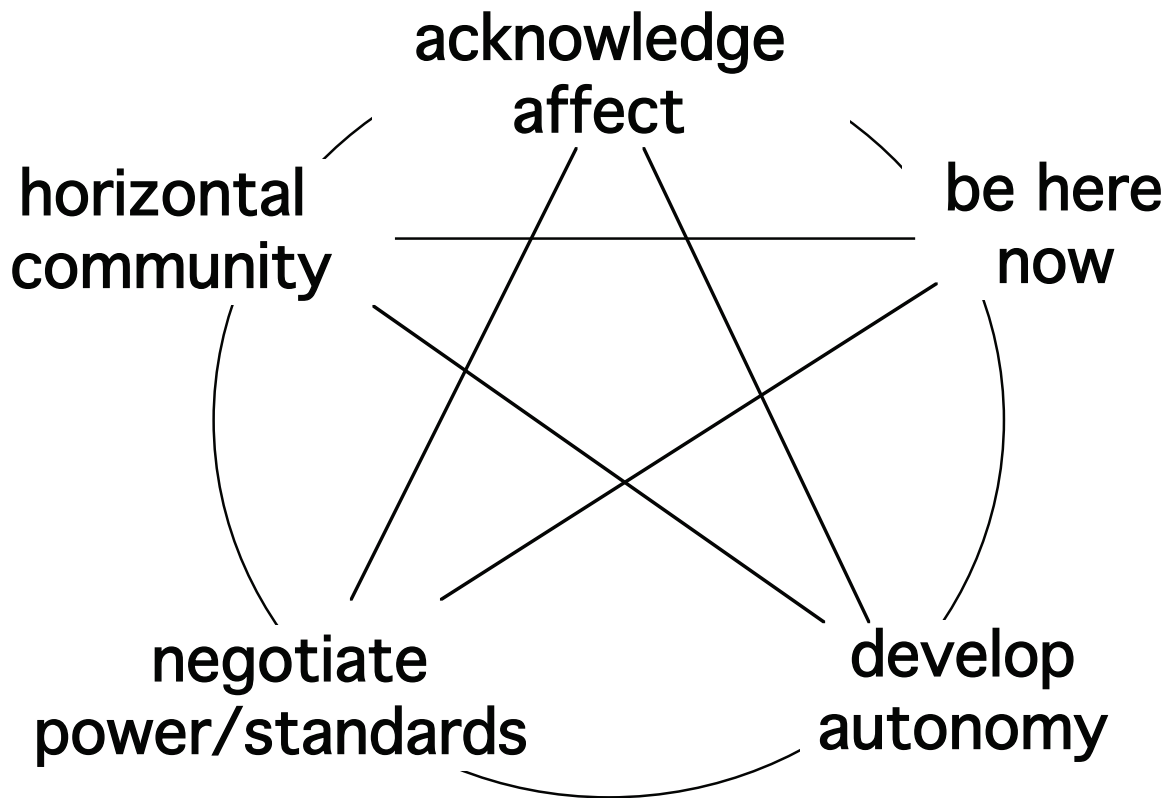 acknowledge
affect
horizontal
community
be here
now
negotiate
power/standards
develop
autonomy